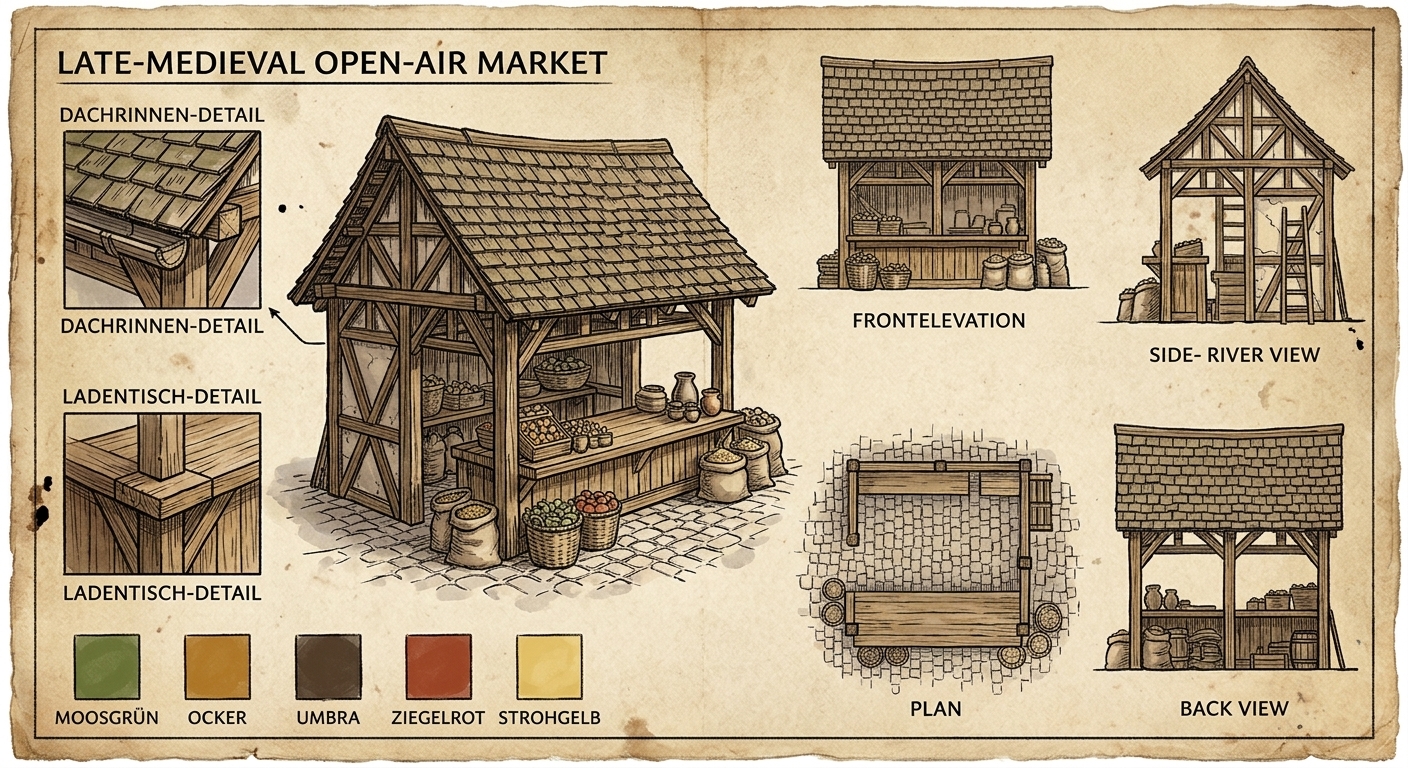 LATE-MEDIEVAL OPEN-AIR MARKET
DACHRINNEN-DETAIL
DACHRINNEN-DETAIL
LADENTISCH-DETAIL
LADENTISCH-DETAIL
MOOSGRÜN
OCKER
UMBRA
ZIEGELROT
STROHGELB
FRONTELEVATION
SIDE- RIVER VIEW
PLAN
BACK VIEW